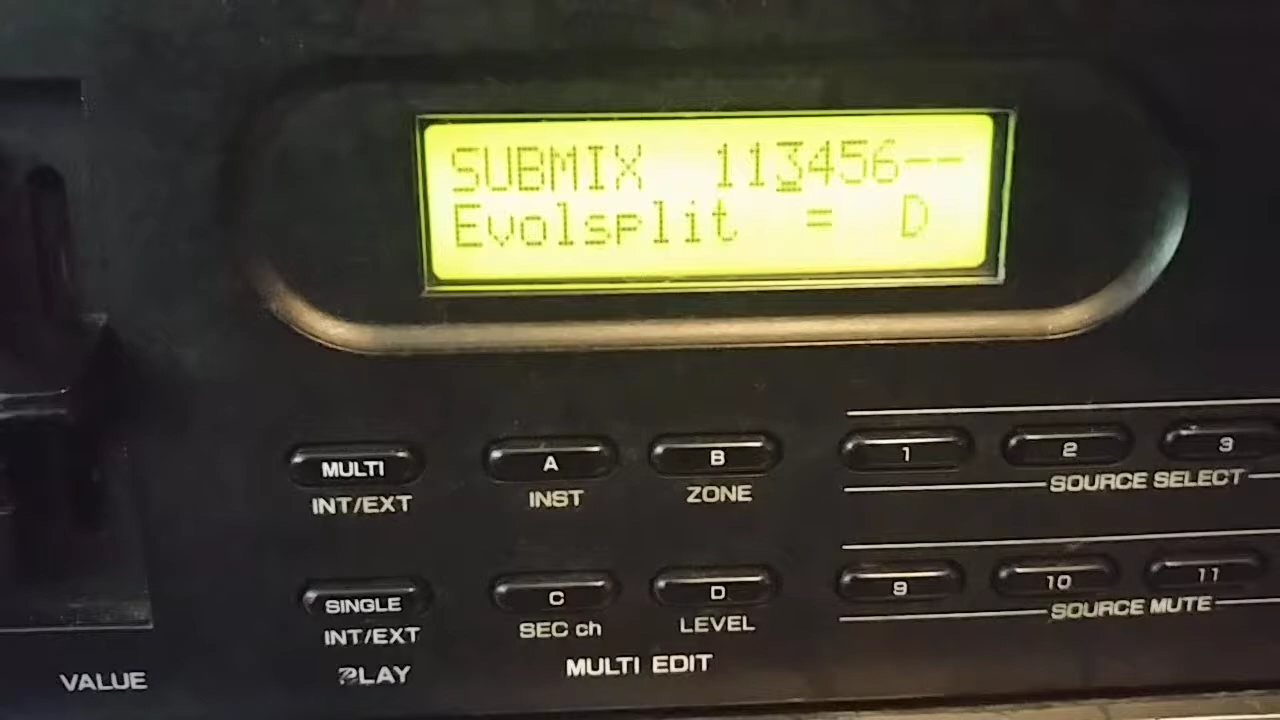 SUBMIX 113456--
Evolsplit = D
MULTI A B 1 2 3
INT/EXT INST ZONE SOURCE SELECT
SINGLE C D 9 10 11
INT/EXT SEC ch LEVEL SOURCE MUTE
VALUE PLAY MULTI EDIT